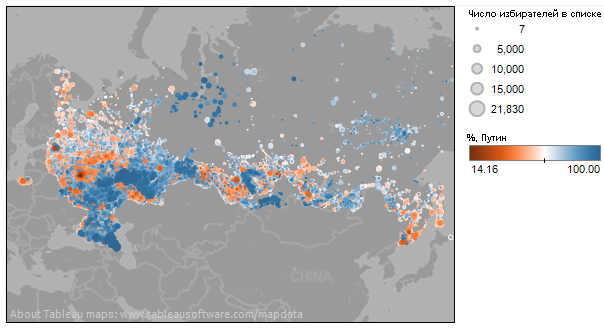 Число избирателей в списке
7
5,000
10,000
15,000
21,830
%, Путин
14.16 100.00
CHINA
About Tableau maps: www.tableausoftware.com/mapdata